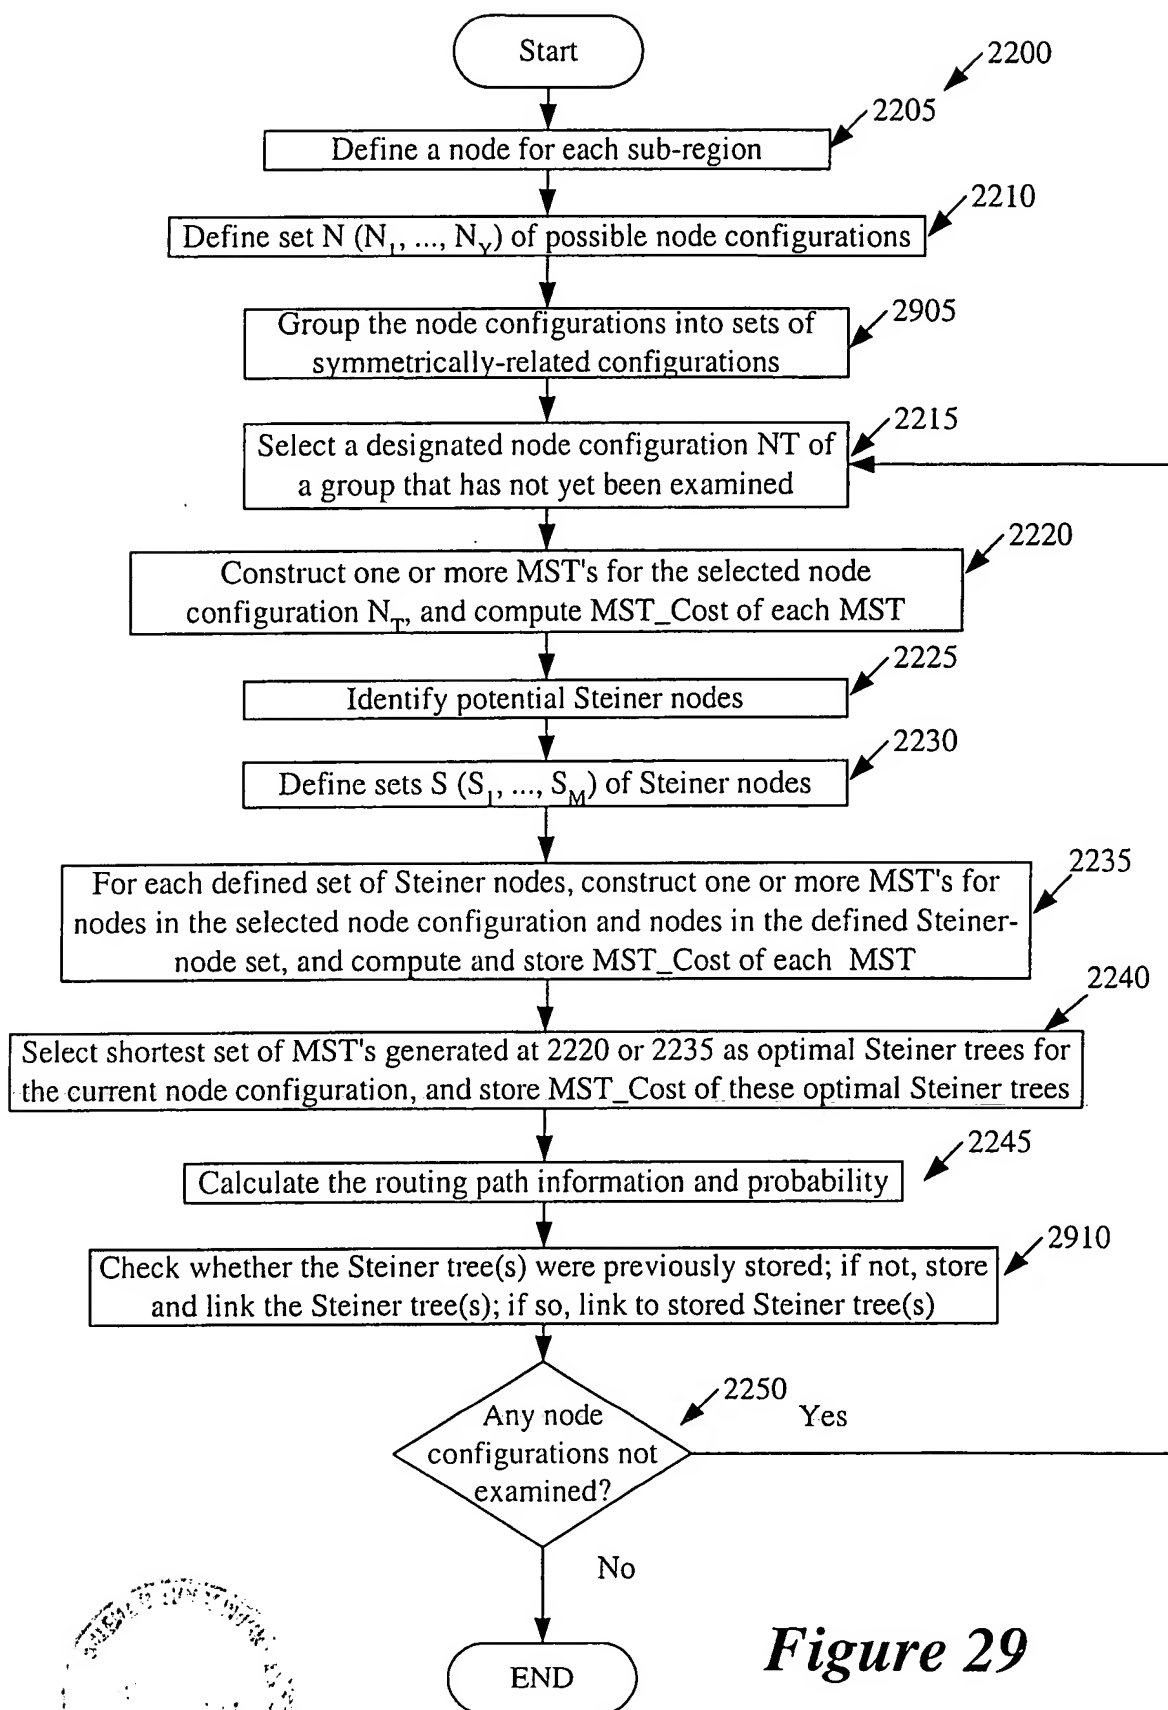 Start
2200
2205
Define a node for each sub-region
2210
Define set N (N₁, ..., N_Y) of possible node configurations
2905
Group the node configurations into sets of
symmetrically-related configurations
2215
Select a designated node configuration NT of
a group that has not yet been examined
2220
Construct one or more MST's for the selected node
configuration N_T, and compute MST_Cost of each MST
2225
Identify potential Steiner nodes
2230
Define sets S (S₁, ..., S_M) of Steiner nodes
2235
For each defined set of Steiner nodes, construct one or more MST's for
nodes in the selected node configuration and nodes in the defined Steiner-
node set, and compute and store MST_Cost of each MST
2240
Select shortest set of MST's generated at 2220 or 2235 as optimal Steiner trees for
the current node configuration, and store MST_Cost of these optimal Steiner trees
2245
Calculate the routing path information and probability
2910
Check whether the Steiner tree(s) were previously stored; if not, store
and link the Steiner tree(s); if so, link to stored Steiner tree(s)
2250
Yes
Any node
configurations not
examined?
No
END
Figure 29